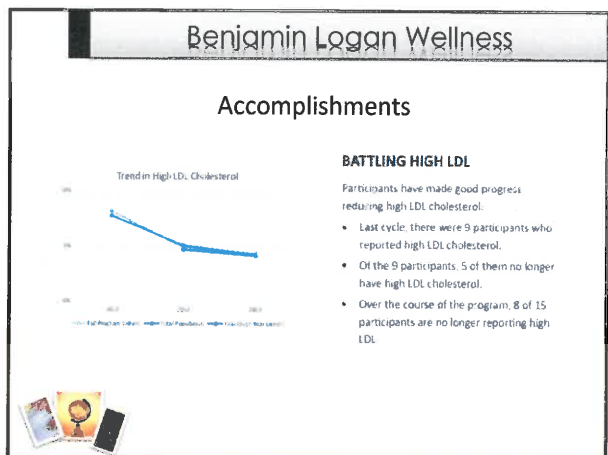 Benjamin Logan Wellness
Accomplishments
BATTLING HIGH LDL
Trend in High LDL Cholesterol
Participants have made good progress
reducing high LDL cholesterol.
• Last cycle, there were 9 participants who
reported high LDL cholesterol.
• Of the 9 participants, 5 of them no longer
have high LDL cholesterol.
• Over the course of the program, 8 of 15
participants are no longer reporting high
LDL
Total Population